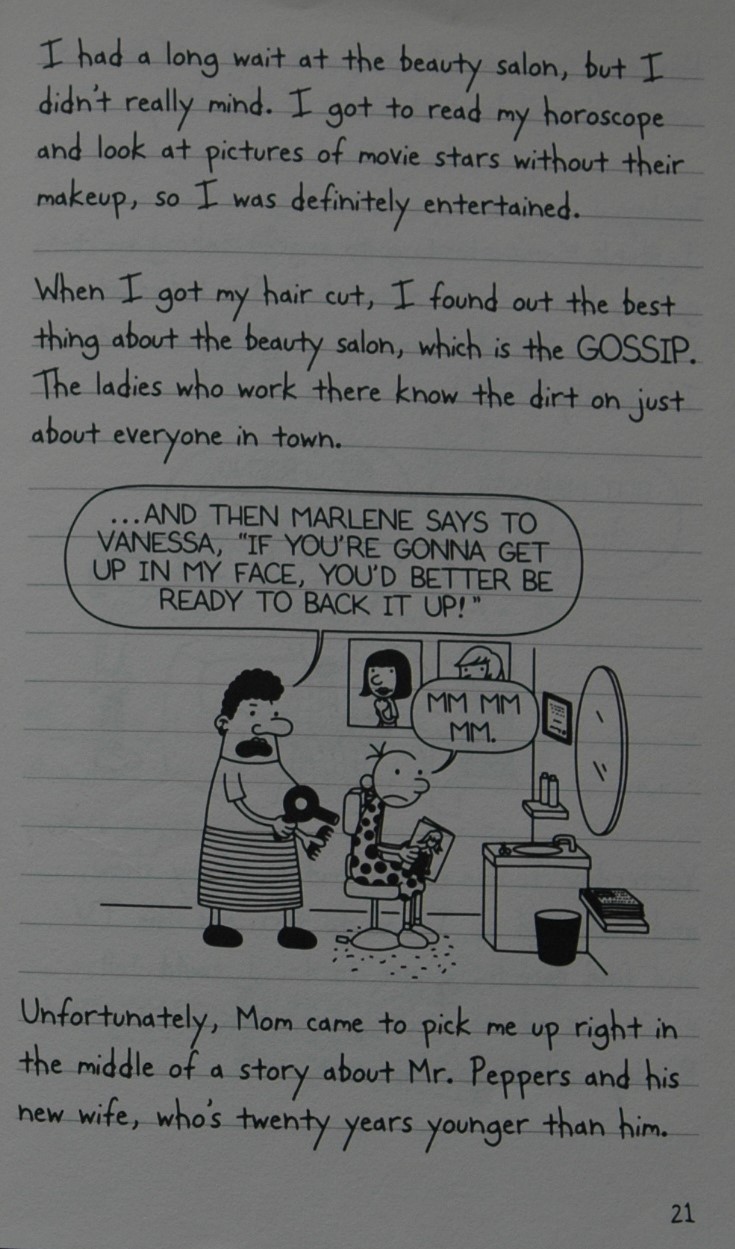 I had a long wait at the beauty salon, but I
didn't really mind. I got to read my horoscope
and look at pictures of movie stars without their
makeup, so I was definitely entertained.
When I got my hair cut, I found out the best
thing about the beauty salon, which is the GOSSIP.
The ladies who work there know the dirt on just
about everyone in town.
...AND THEN MARLENE SAYS TO
VANESSA, "IF YOU'RE GONNA GET
UP IN MY FACE, YOU'D BETTER BE
READY TO BACK IT UP!"
MM MM
MM.
Unfortunately, Mom came to pick me up right in
the middle of a story about Mr. Peppers and his
new wife, who's twenty years younger than him.
21